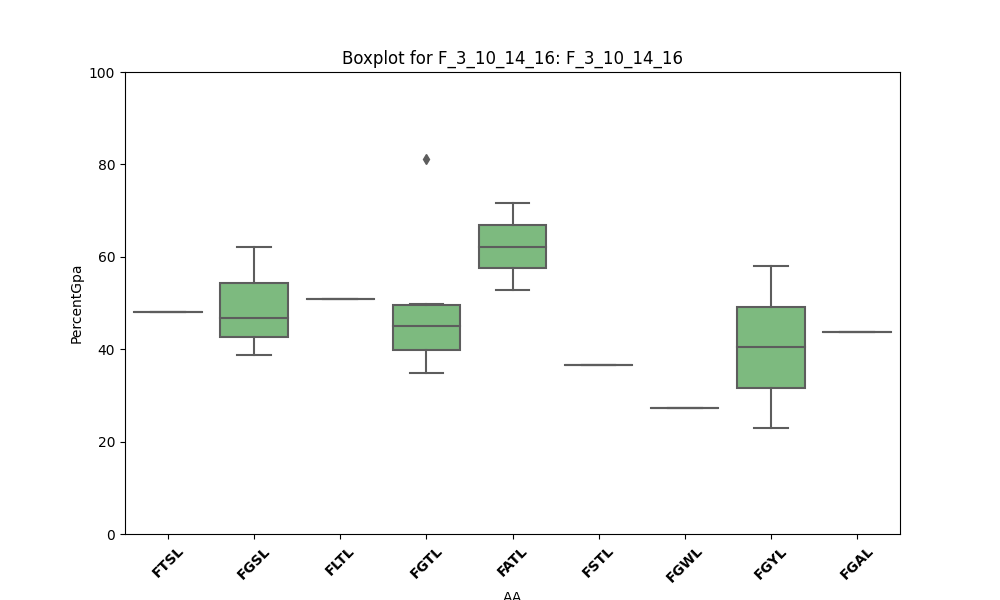 Boxplot for F_3_10_14_16: F_3_10_14_16
100
80
60
40
20
0
PercentGpa
FTSL FGSL FLTL FGTL FATL FSTL FGWL FGYL FGAL
AA